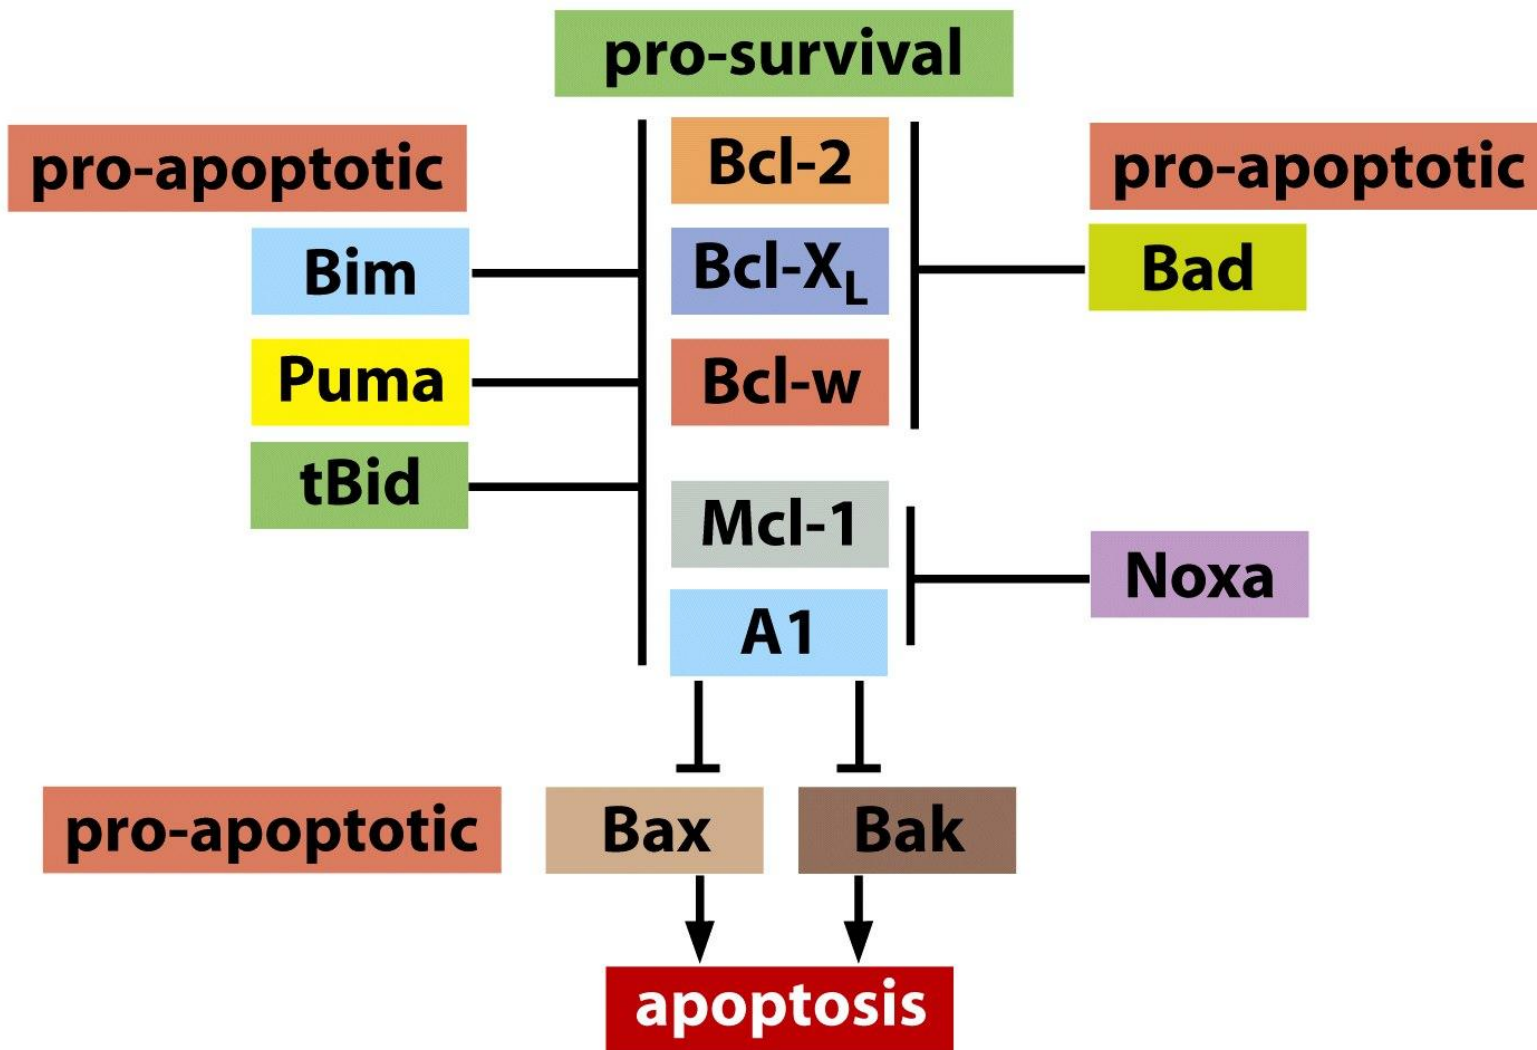 pro-survival
pro-apoptotic
Bcl-2
pro-apoptotic
Bim
Bcl-XL
Bad
Puma
Bcl-w
tBid
Mcl-1
Noxa
A1
pro-apoptotic
Bax
Bak
apoptosis